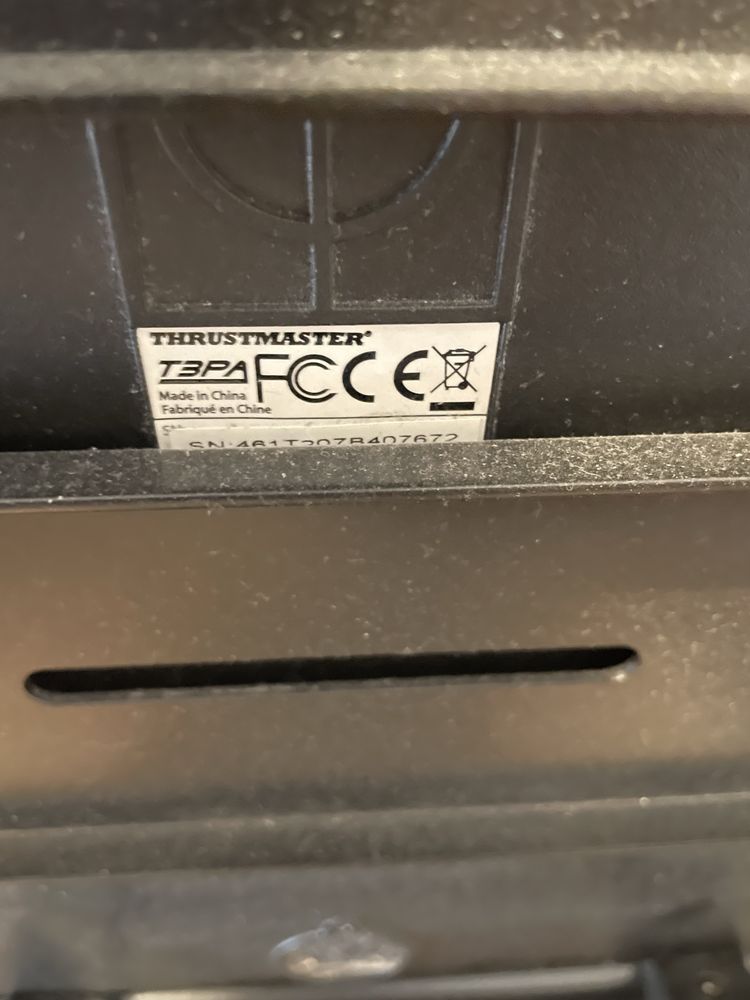 THRUSTMASTER®
T3PA FC CE
Made in China
Fabriqué en Chine